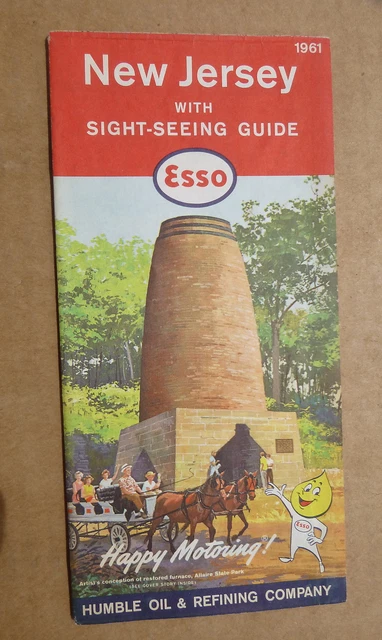 1961
New Jersey
WITH
SIGHT-SEEING GUIDE
Esso
Esso
Happy Motoring!
Artist's conception of restored furnace, Allaire State Park
(SEE COVER STORY INSIDE)
HUMBLE OIL & REFINING COMPANY